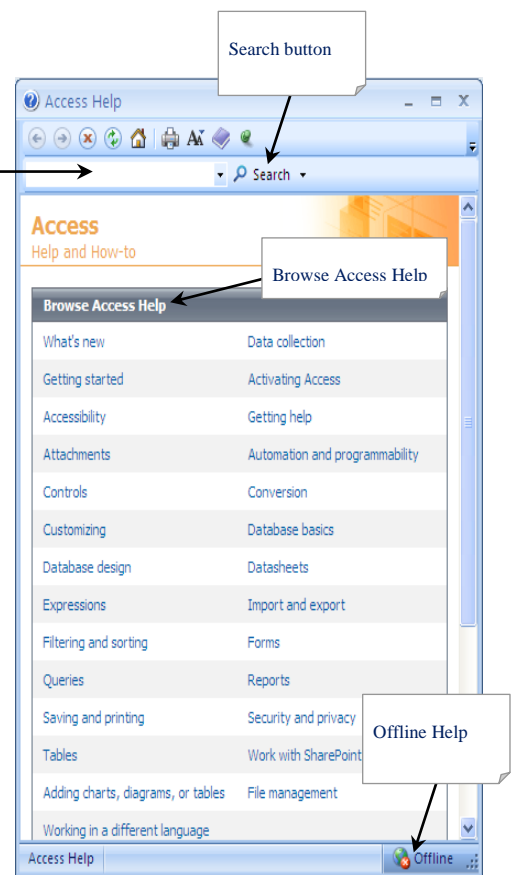 Search button
Access Help
Search
Access
Help and How-to
Browse Access Help
Browse Access Help
What's new Data collection
Getting started Activating Access
Accessibility Getting help
Attachments Automation and programmability
Controls Conversion
Customizing Database basics
Database design Datasheets
Expressions Import and export
Filtering and sorting Forms
Queries Reports
Saving and printing Security and privacy
Offline Help
Tables Work with SharePoint
Adding charts, diagrams, or tables File management
Working in a different language
Access Help Offline